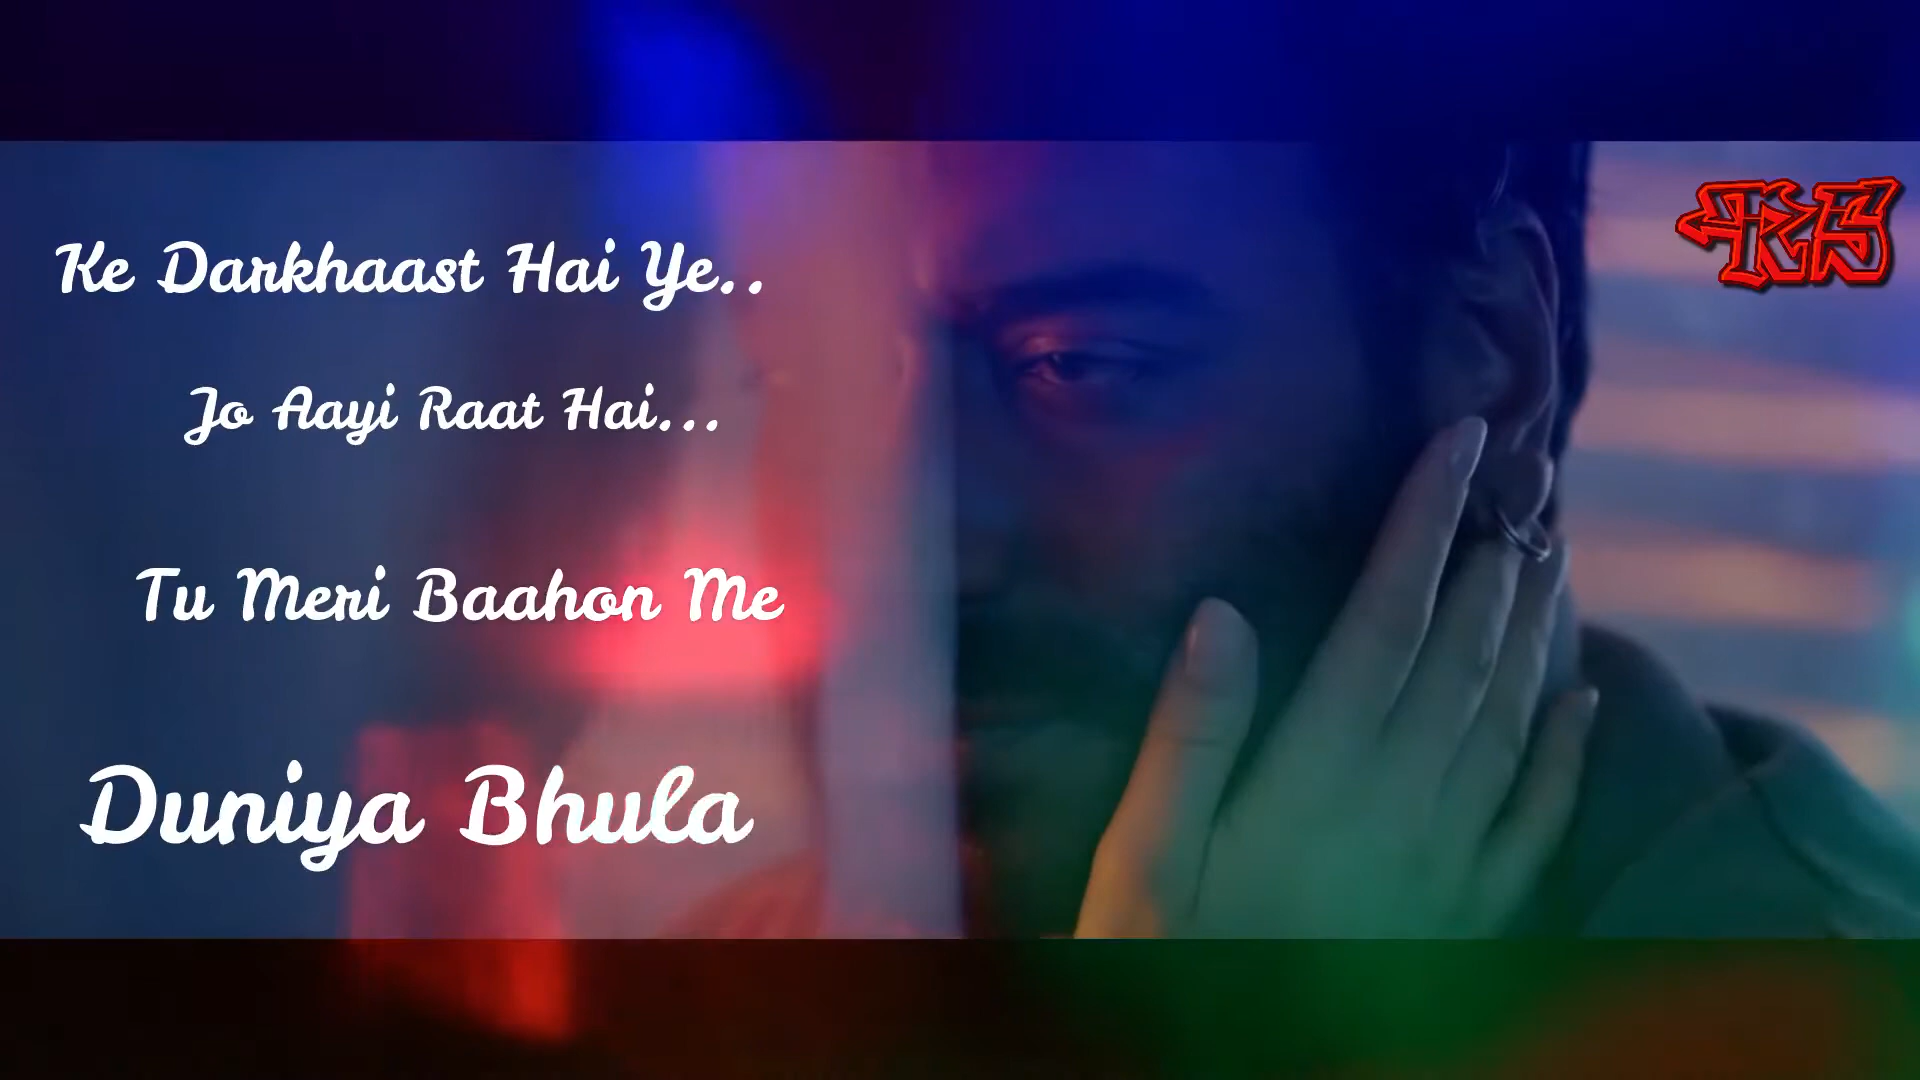 Ke Darkhaast Hai Ye..
Jo Aayi Raat Hai...
Tu Meri Baahon Me
Duniya Bhula